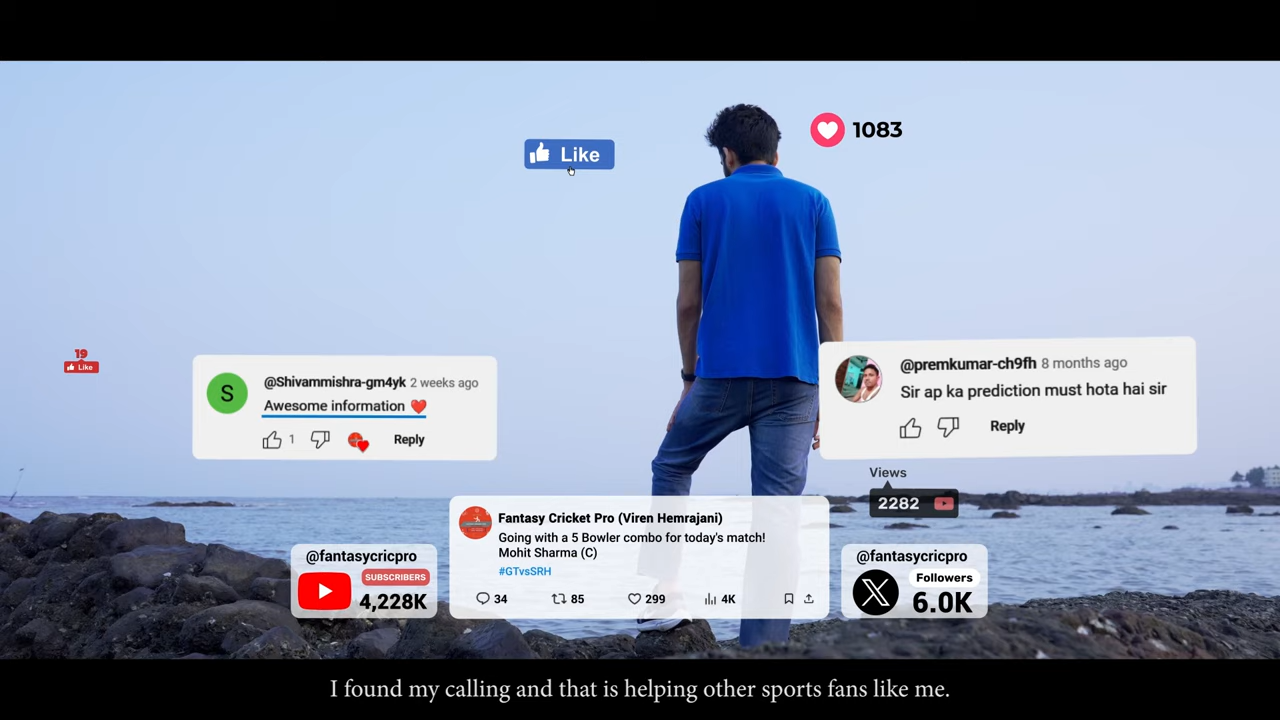 Like
1083
19
Like
S
@Shivammishra-gm4yk 2 weeks ago
Awesome information ❤️
1 Reply
@premkumar-ch9fh 8 months ago
Sir ap ka prediction must hota hai sir
Reply
Views
2282
@fantasycricpro
SUBSCRIBERS
4,228K
Fantasy Cricket Pro (Viren Hemrajani)
Going with a 5 Bowler combo for today's match!
Mohit Sharma (C)
#GTvsSRH
34 85 299 4K
@fantasycricpro
Followers
6.0K
I found my calling and that is helping other sports fans like me.